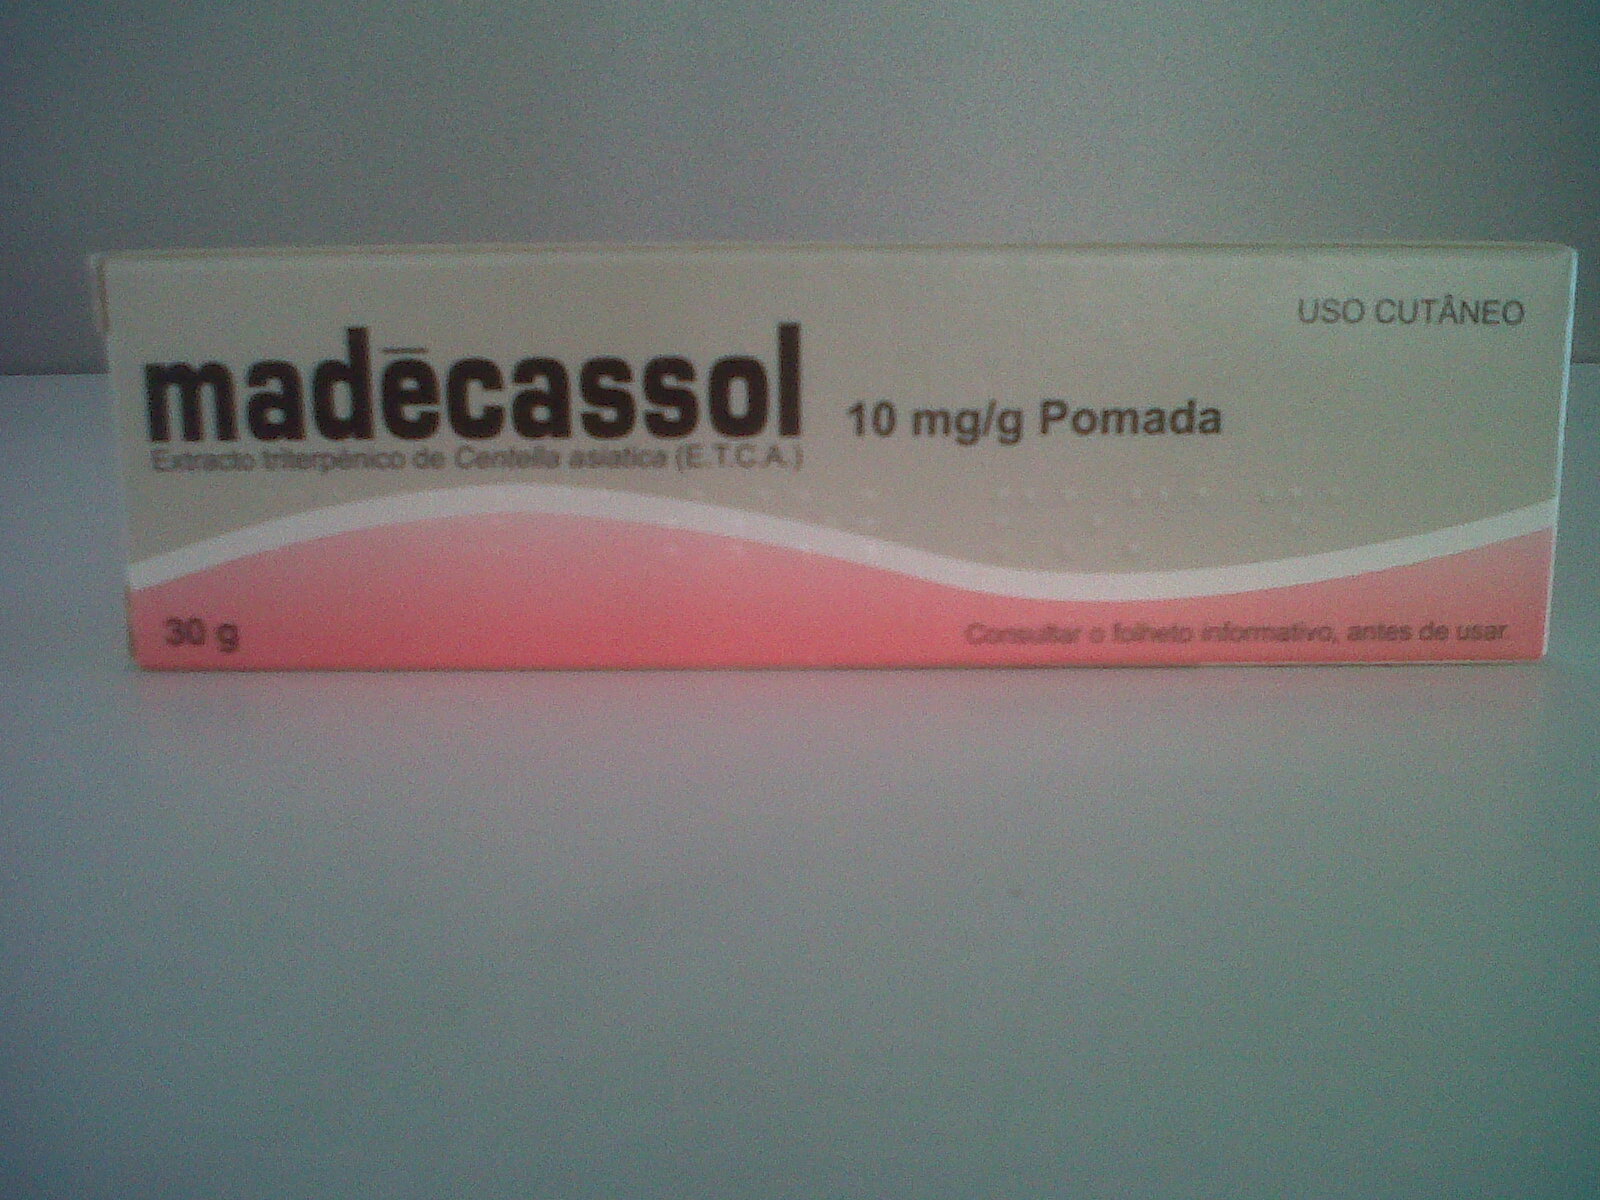 USO CUTÂNEO
madēcassol 10 mg/g Pomada
Extracto triterpénico de Centella asiatica (E.T.C.A.)
30 g
Consultar o folheto informativo, antes de usar